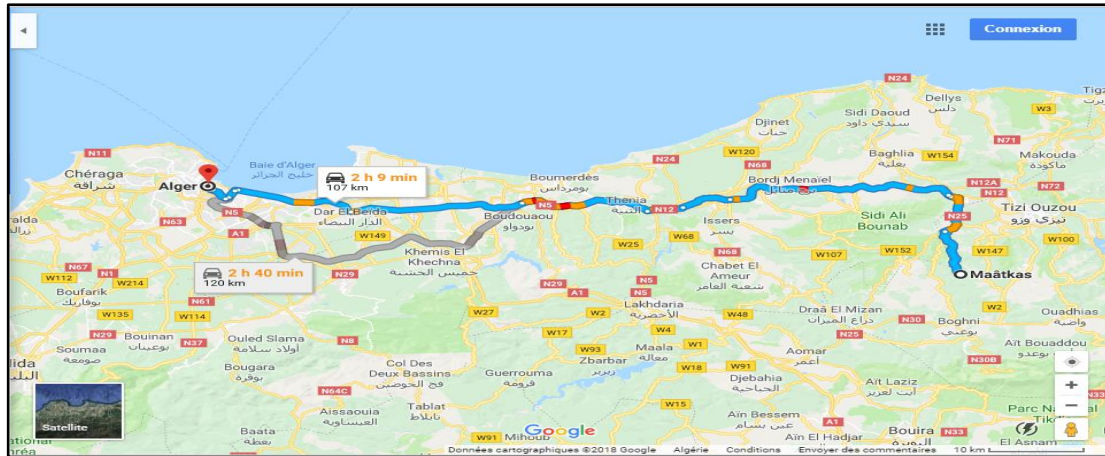 Connexion
N24
Dellys
دلس
Sidi Daoud
سيدي داود
W3
Djinet
جنات
N71
Makouda
ماكودة
W120
Baghlia
بغلية
W154
N24
N68
N11
Chéraga
شراقة
Baie d'Alger
خليج الجزائر
2 h 9 min
107 km
Boumerdès
بومرداس
Bordj Menaïel
N12A
N72
N12
Alger
Dar El Beïda
الدار البيضاء
N5
N5
Boudouaou
بودواو
Thenia
الثنية
N12
Issers
يسر
Sidi Ali
Bounab
N25
Tizi Ouzou
تيزي وزو
N63
A1
W149
Khemis El
Khechna
خميس الخشنة
W25
W68
N68
W107
W152
W147
W100
2 h 40 min
120 km
N67
N1
W112
W214
N29
Chabet El
Ameur
شعبة العامر
Maâtkas
Boufarik
بوفاريك
N61
N29
N5
A1
Lakhdaria
الأخضرية
W2
Ouadhias
واضية
W135
W114
W27
W2
W48
Draâ El Mizan
ذراع الميزان
N30
Boghni
بوغني
N29
Bouinan
بوعينان
N37
Ouled Slama
أولاد سلامة
N8
W17
W4
N25
Aït Bouaddou
Soumaa
صومعة
Bougara
بوقرة
Col Des
Deux Bassins
فج الحوضين
Guerrouma
قرومة
W93
Zbarbar
زبربر
Maala
معالة
W1
W18
W91
Aomar
أعمر
N30B
N64C
Tablat
تابلاط
Djebahia
الجباحية
Aït Laziz
آيت لعزيز
Aissaouia
العيساوية
W15
Satellite
Baata
بعطة
W91
Mihoub
Google
Aïn Bessem
عين بسام
Aïn El Hadjar
Bouira
البويرة
N33
El Asnam
Données cartographiques ©2018 Google
Algérie
Conditions
Envoyer des commentaires
10 km